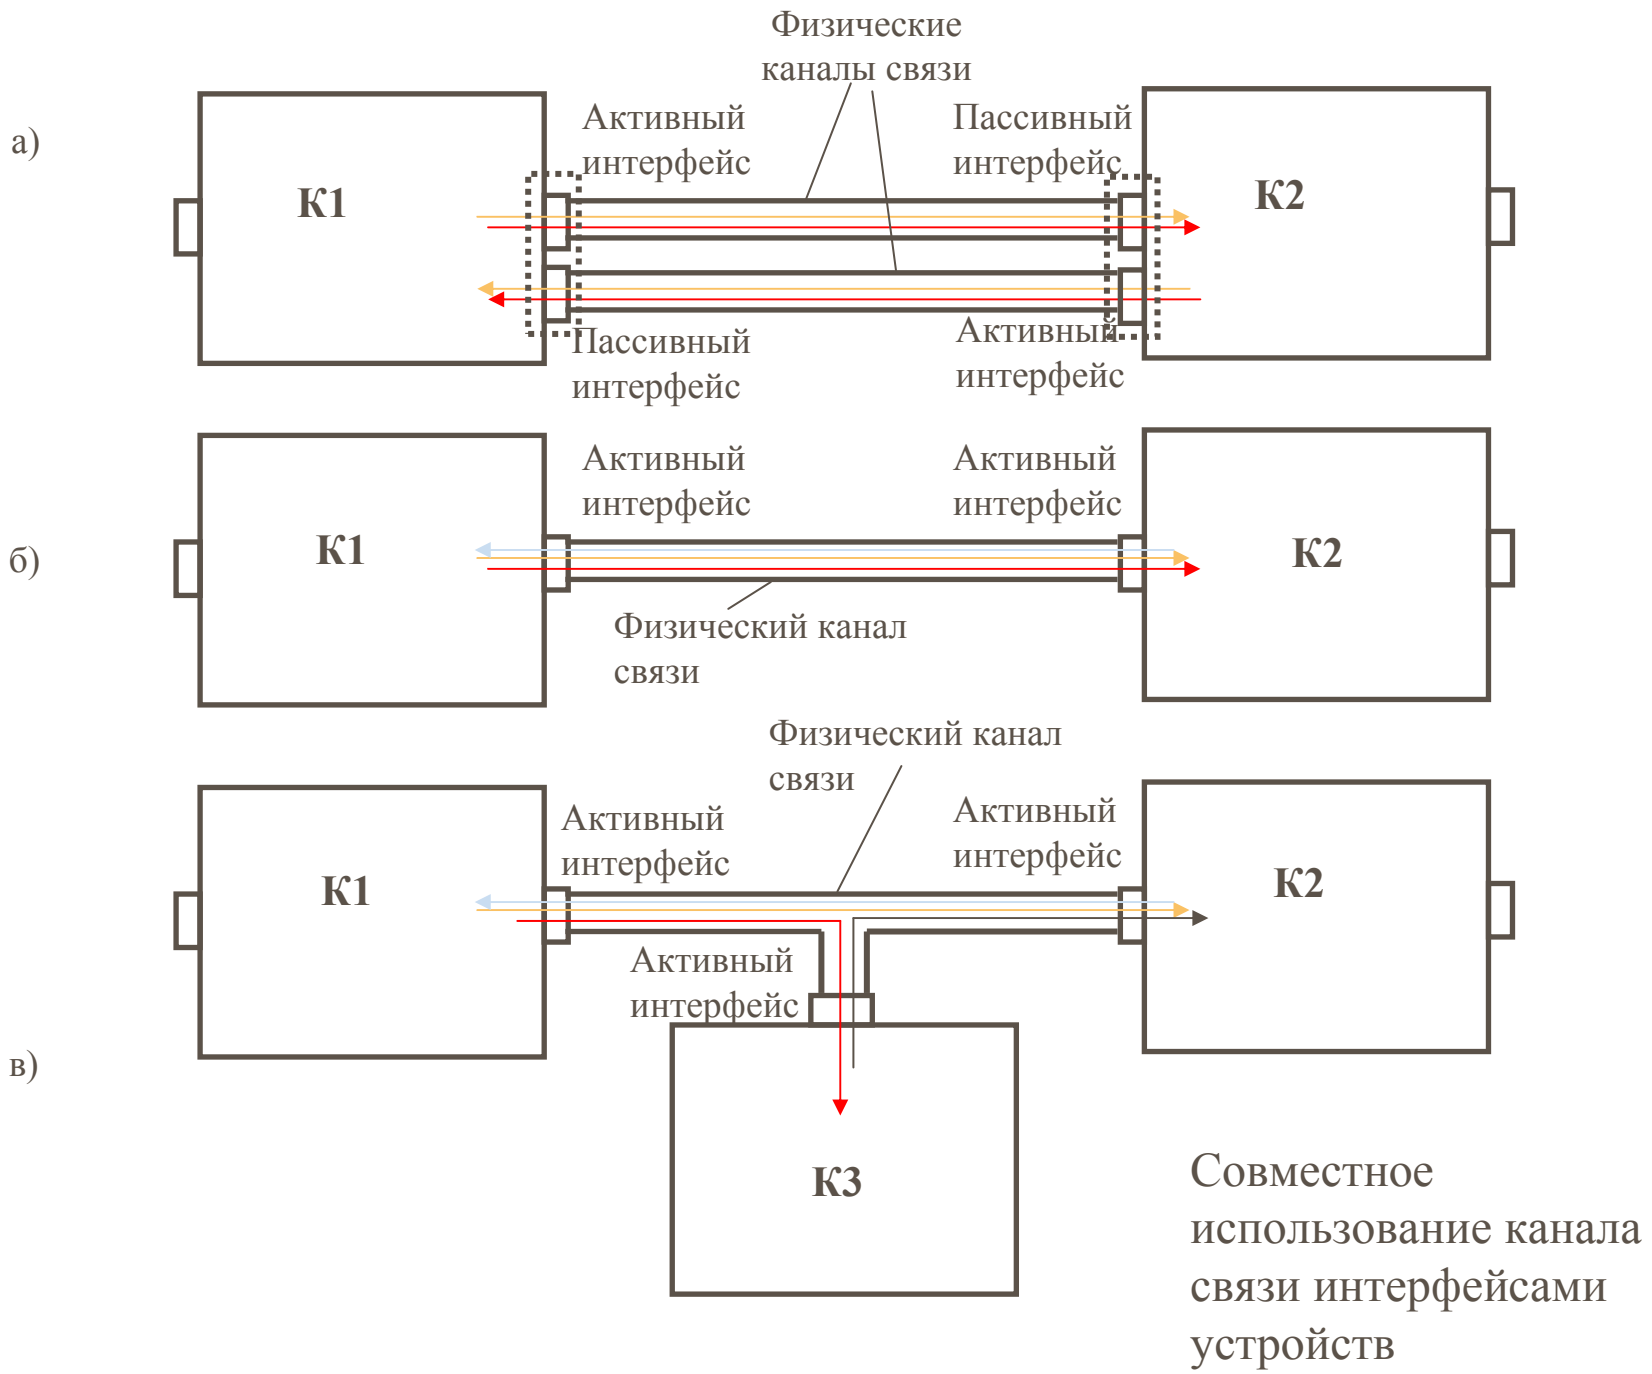 Физические
каналы связи
а)
Активный
интерфейс
Пассивный
интерфейс
К1
К2
Пассивный
интерфейс
Активный
интерфейс
б)
Активный
интерфейс
Активный
интерфейс
К1
К2
Физический канал
связи
Физический канал
связи
в)
Активный
интерфейс
Активный
интерфейс
К1
К2
Активный
интерфейс
К3
Совместное
использование канала
связи интерфейсами
устройств